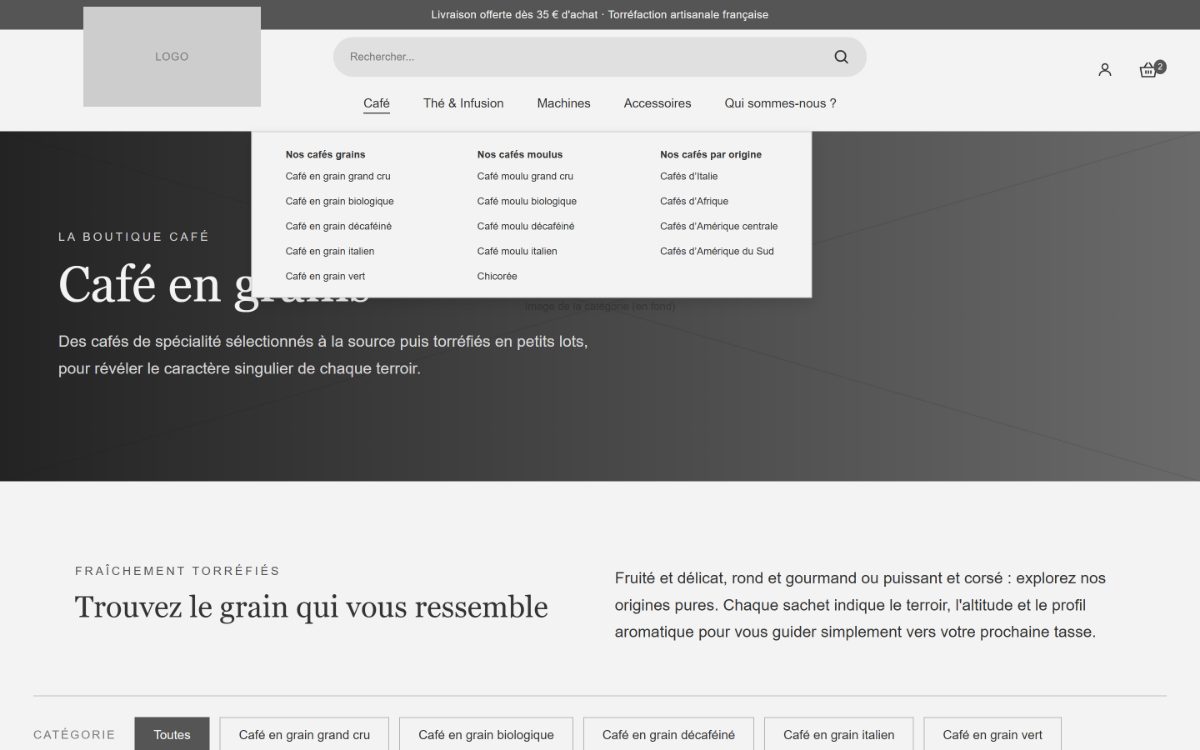 Livraison offerte dès 35 € d'achat · Torréfaction artisanale française
LOGO
Rechercher...
2
Café
Thé & Infusion
Machines
Accessoires
Qui sommes-nous ?
Nos cafés grains
Café en grain grand cru
Café en grain biologique
Café en grain décaféiné
Café en grain italien
Café en grain vert
Nos cafés moulus
Café moulu grand cru
Café moulu biologique
Café moulu décaféiné
Café moulu italien
Chicorée
Nos cafés par origine
Cafés d'Italie
Cafés d'Afrique
Cafés d'Amérique centrale
Cafés d'Amérique du Sud
LA BOUTIQUE CAFÉ
Café en grains
Image de la catégorie (en fond)
Des cafés de spécialité sélectionnés à la source puis torréfiés en petits lots,
pour révéler le caractère singulier de chaque terroir.
FRAÎCHEMENT TORRÉFIÉS
Trouvez le grain qui vous ressemble
Fruité et délicat, rond et gourmand ou puissant et corsé : explorez nos
origines pures. Chaque sachet indique le terroir, l'altitude et le profil
aromatique pour vous guider simplement vers votre prochaine tasse.
CATÉGORIE
Toutes
Café en grain grand cru
Café en grain biologique
Café en grain décaféiné
Café en grain italien
Café en grain vert